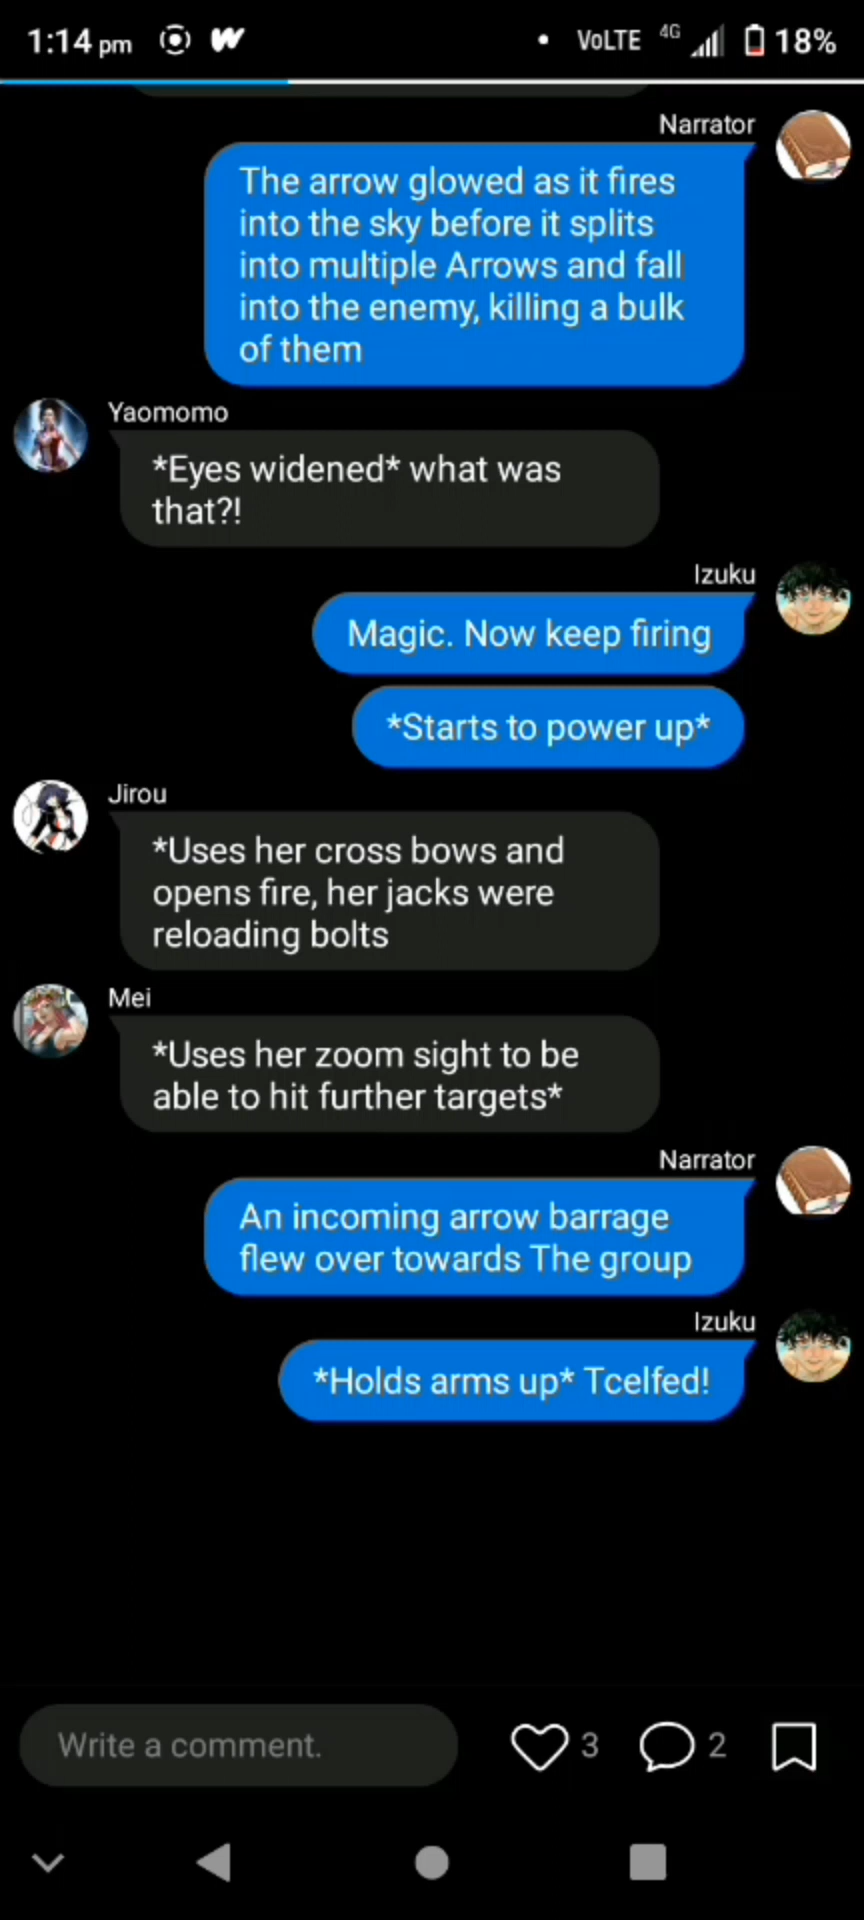 1:14 pm VoLTE 4G 18%
Narrator
The arrow glowed as it fires
into the sky before it splits
into multiple Arrows and fall
into the enemy, killing a bulk
of them
Yaomomo
*Eyes widened* what was
that?!
Izuku
Magic. Now keep firing
*Starts to power up*
Jirou
*Uses her cross bows and
opens fire, her jacks were
reloading bolts
Mei
*Uses her zoom sight to be
able to hit further targets*
Narrator
An incoming arrow barrage
flew over towards The group
Izuku
*Holds arms up* Tcelfed!
Write a comment.
3
2